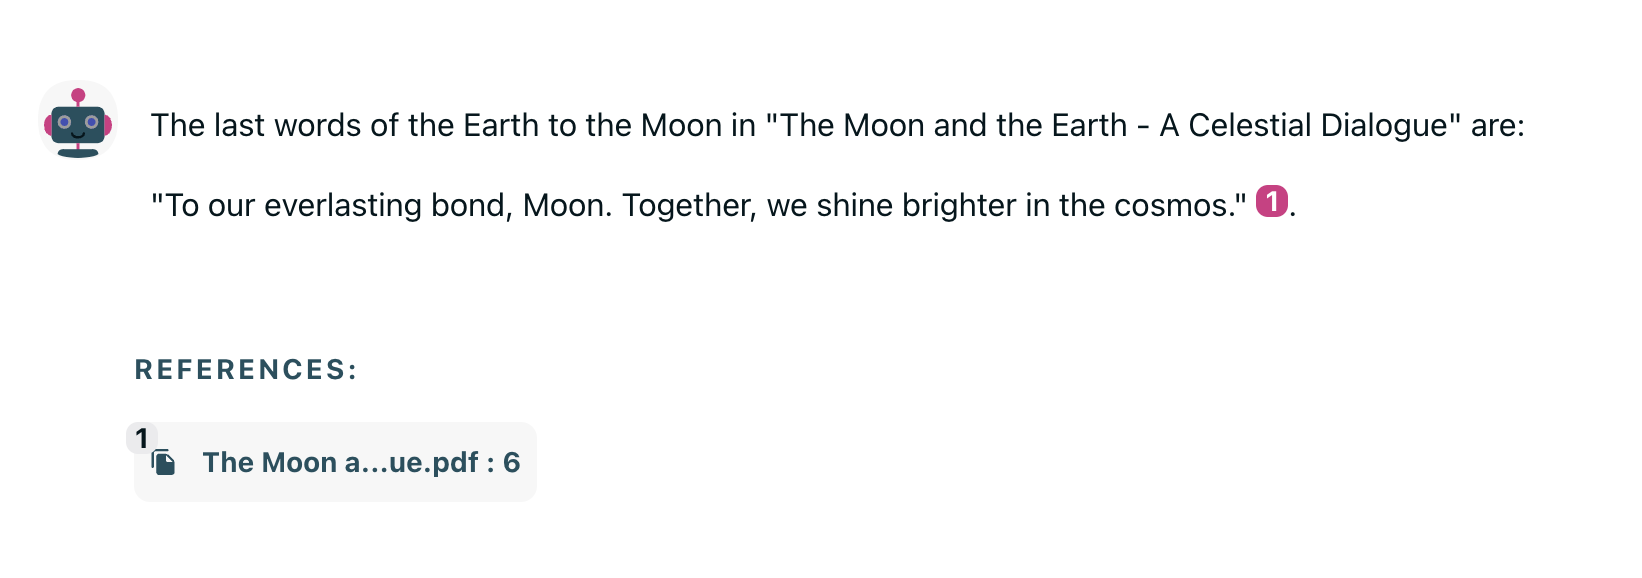 The last words of the Earth to the Moon in "The Moon and the Earth - A Celestial Dialogue" are:
"To our everlasting bond, Moon. Together, we shine brighter in the cosmos." 1.
REFERENCES:
1
The Moon a...ue.pdf : 6